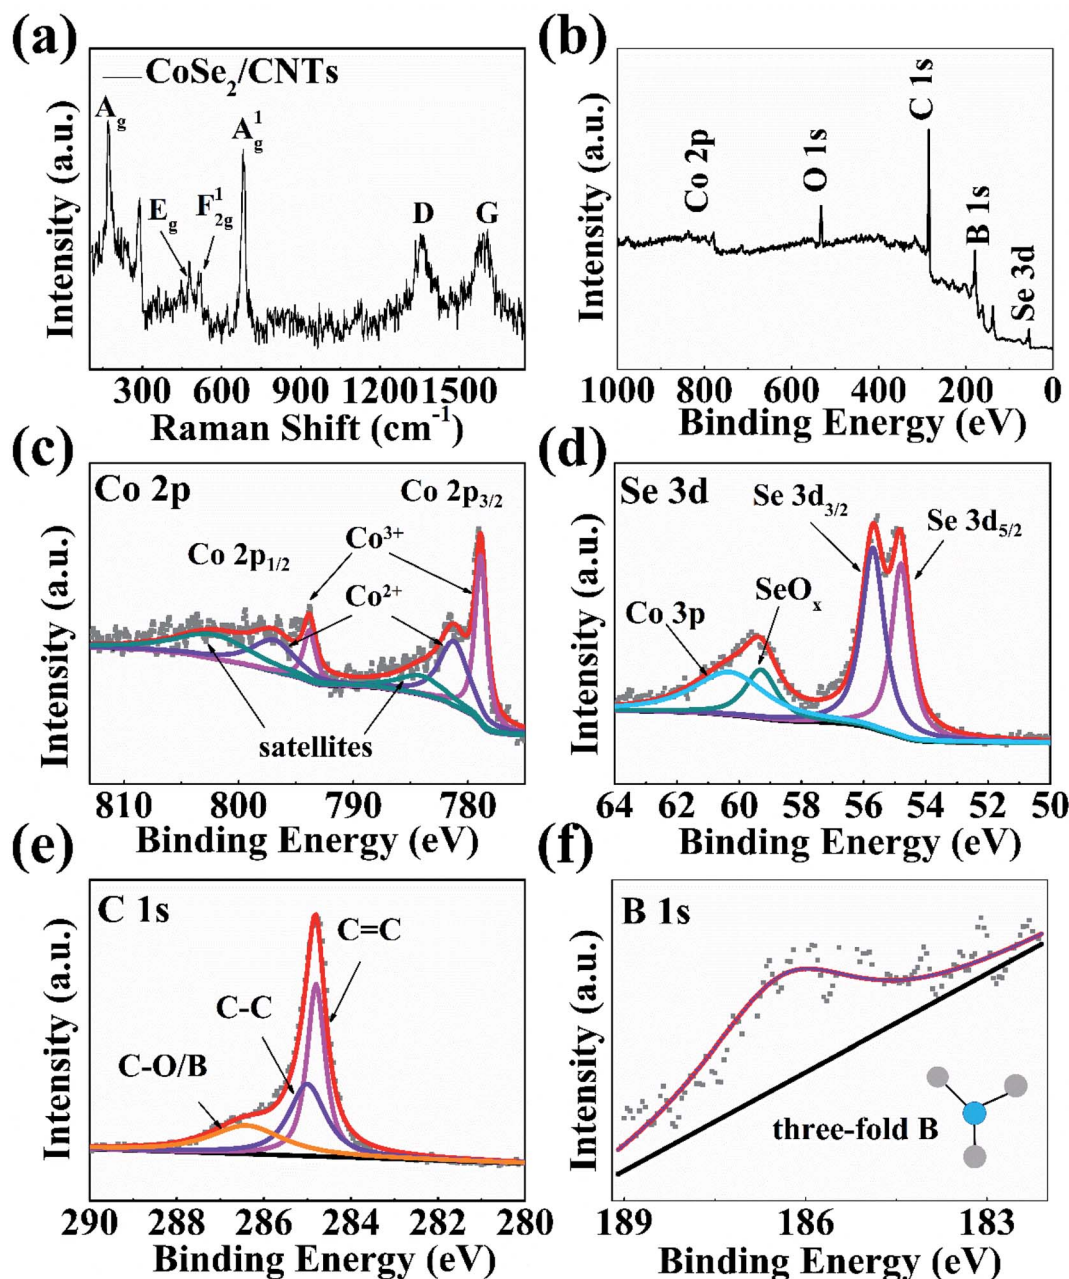 (a)
CoSe2/CNTs
Ag
Eg
F12g
Ag1
D
G
Intensity (a.u.)
300 600 900 1200 1500
Raman Shift (cm-1)
(b)
Co 2p
O 1s
C 1s
B 1s
Se 3d
Intensity (a.u.)
1000 800 600 400 200 0
Binding Energy (eV)
(c)
Co 2p
Co 2p3/2
Co3+
Co 2p1/2
Co2+
satellites
Intensity (a.u.)
810 800 790 780
Binding Energy (eV)
(d)
Se 3d
Se 3d3/2
Se 3d5/2
SeOx
Co 3p
Intensity (a.u.)
64 62 60 58 56 54 52 50
Binding Energy (eV)
(e)
C 1s
C=C
C-C
C-O/B
Intensity (a.u.)
290 288 286 284 282 280
Binding Energy (eV)
(f)
B 1s
three-fold B
Intensity (a.u.)
189 186 183
Binding Energy (eV)